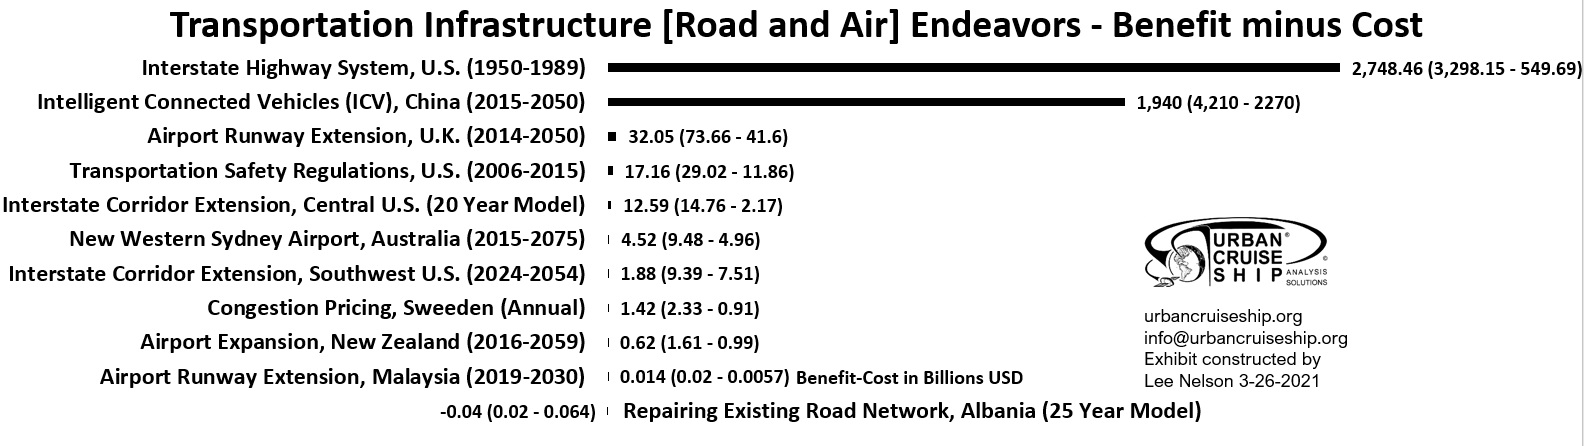 Transportation Infrastructure [Road and Air] Endeavors - Benefit minus Cost
Interstate Highway System, U.S. (1950-1989) 2,748.46 (3,298.15 - 549.69)
Intelligent Connected Vehicles (ICV), China (2015-2050) 1,940 (4,210 - 2270)
Airport Runway Extension, U.K. (2014-2050) 32.05 (73.66 - 41.6)
Transportation Safety Regulations, U.S. (2006-2015) 17.16 (29.02 - 11.86)
Interstate Corridor Extension, Central U.S. (20 Year Model) 12.59 (14.76 - 2.17)
New Western Sydney Airport, Australia (2015-2075) 4.52 (9.48 - 4.96)
Interstate Corridor Extension, Southwest U.S. (2024-2054) 1.88 (9.39 - 7.51)
Congestion Pricing, Sweeden (Annual) 1.42 (2.33 - 0.91)
Airport Expansion, New Zealand (2016-2059) 0.62 (1.61 - 0.99)
Airport Runway Extension, Malaysia (2019-2030) 0.014 (0.02 - 0.0057) Benefit-Cost in Billions USD
-0.04 (0.02 - 0.064) Repairing Existing Road Network, Albania (25 Year Model)
URBAN®
CRUISE
SHIP ANALYSIS
SOLUTIONS
©
urbancruiseship.org
info@urbancruiseship.org
Exhibit constructed by
Lee Nelson 3-26-2021